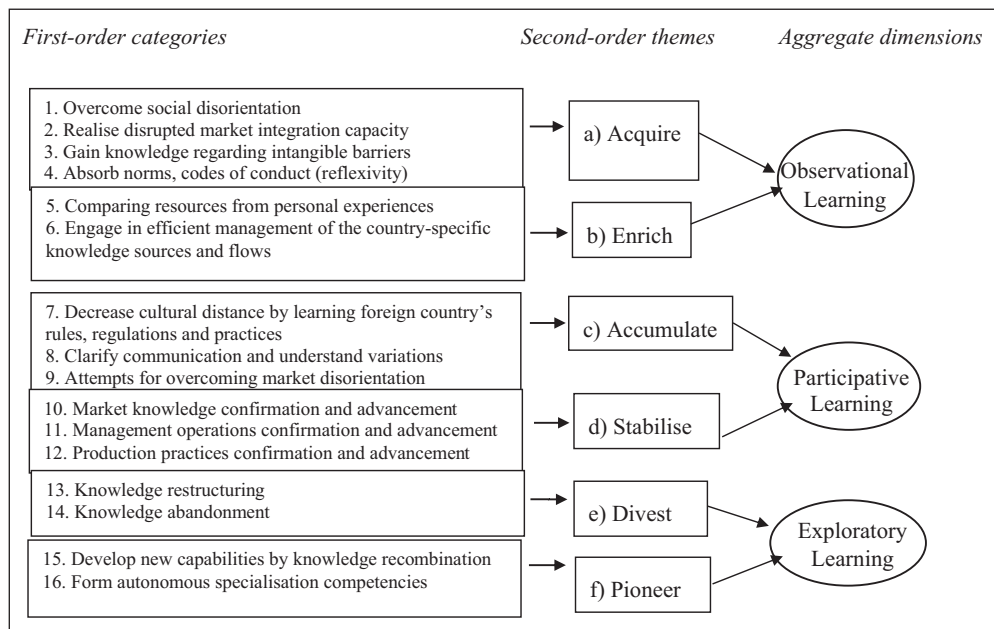 First-order categories
Second-order themes
Aggregate dimensions
1. Overcome social disorientation
2. Realise disrupted market integration capacity
3. Gain knowledge regarding intangible barriers
4. Absorb norms, codes of conduct (reflexivity)
a) Acquire
Observational
Learning
5. Comparing resources from personal experiences
6. Engage in efficient management of the country-specific
knowledge sources and flows
b) Enrich
7. Decrease cultural distance by learning foreign country's
rules, regulations and practices
8. Clarify communication and understand variations
9. Attempts for overcoming market disorientation
c) Accumulate
Participative
Learning
10. Market knowledge confirmation and advancement
11. Management operations confirmation and advancement
12. Production practices confirmation and advancement
d) Stabilise
13. Knowledge restructuring
14. Knowledge abandonment
e) Divest
Exploratory
Learning
15. Develop new capabilities by knowledge recombination
16. Form autonomous specialisation competencies
f) Pioneer